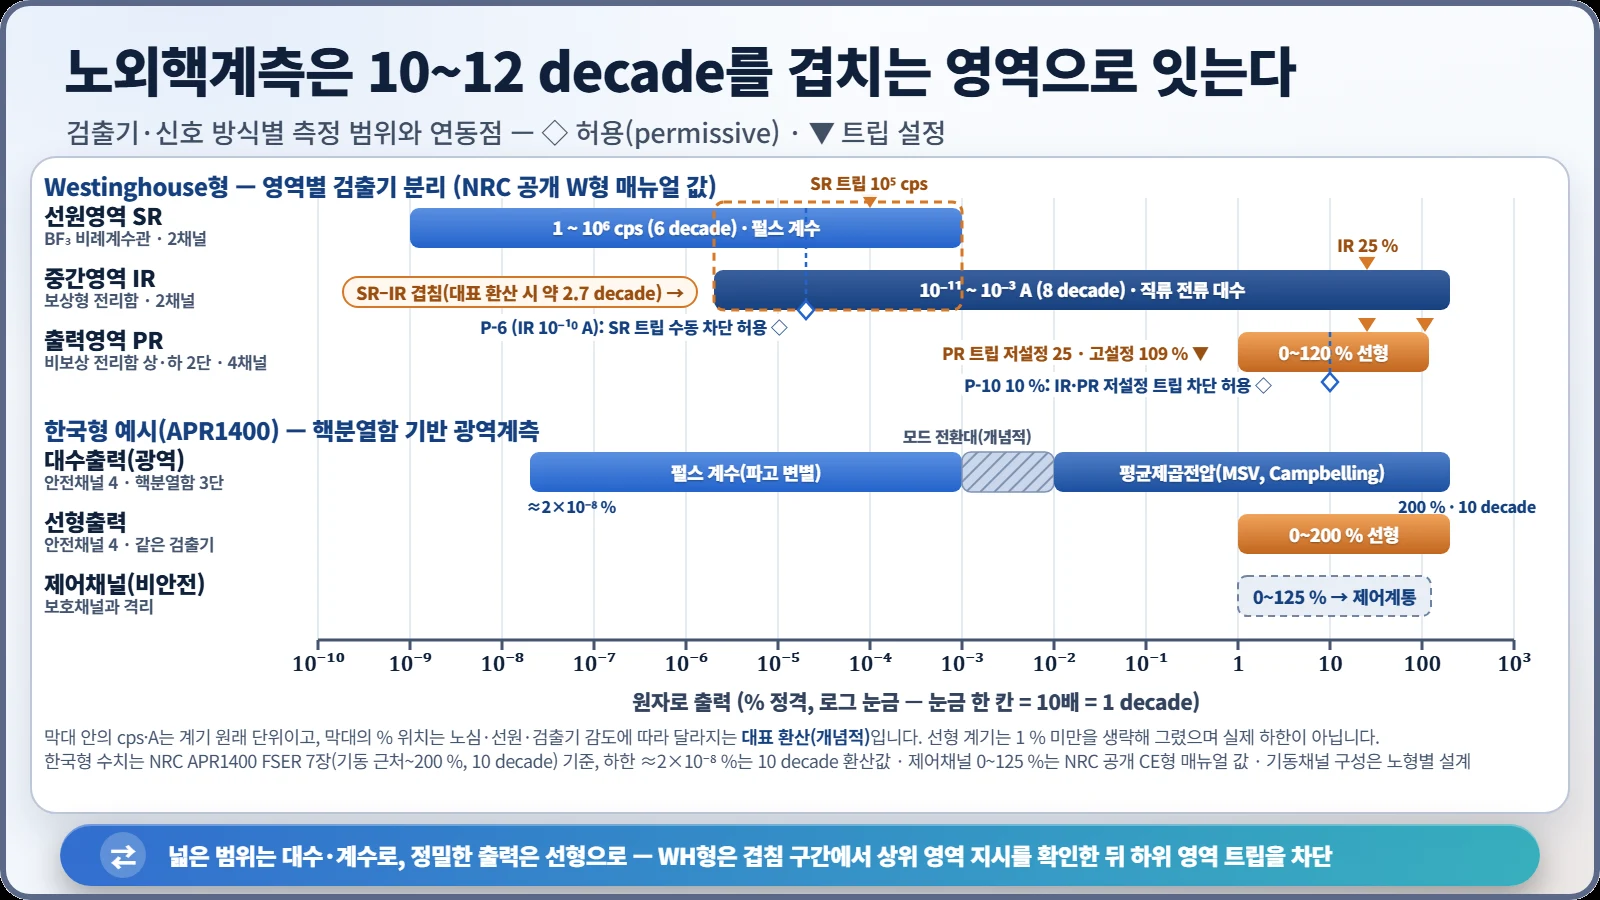 노외핵계측은 10~12 decade를 겹치는 영역으로 잇는다
검출기·신호 방식별 측정 범위와 연동점 — ◇ 허용(permissive) · ▼ 트립 설정
Westinghouse형 — 영역별 검출기 분리 (NRC 공개 W형 매뉴얼 값)
SR 트립 10⁵ cps
선원영역 SR
BF₃ 비례계수관 · 2채널
1 ~ 10⁶ cps (6 decade) · 펄스 계수
IR 25 %
중간영역 IR
보상형 전리함 · 2채널
SR–IR 겹침(대표 환산 시 약 2.7 decade) →
10⁻¹¹ ~ 10⁻³ A (8 decade) · 직류 전류 대수
P-6 (IR 10⁻¹⁰ A): SR 트립 수동 차단 허용 ◇
출력영역 PR
비보상 전리함 상·하 2단 · 4채널
PR 트립 저설정 25 · 고설정 109 % ▼
0~120 % 선형
P-10 10 %: IR·PR 저설정 트립 차단 허용 ◇
한국형 예시(APR1400) — 핵분열함 기반 광역계측
모드 전환대(개념적)
대수출력(광역)
안전채널 4 · 핵분열함 3단
펄스 계수(파고 변별)
평균제곱전압(MSV, Campbelling)
≈2×10⁻⁸ %
200 % · 10 decade
선형출력
안전채널 4 · 같은 검출기
0~200 % 선형
제어채널(비안전)
보호채널과 격리
0~125 % → 제어계통
10⁻¹⁰ 10⁻⁹ 10⁻⁸ 10⁻⁷ 10⁻⁶ 10⁻⁵ 10⁻⁴ 10⁻³ 10⁻² 10⁻¹ 1 10 100 10³
원자로 출력 (% 정격, 로그 눈금 — 눈금 한 칸 = 10배 = 1 decade)
막대 안의 cps·A는 계기 원래 단위이고, 막대의 % 위치는 노심·선원·검출기 감도에 따라 달라지는 대표 환산(개념적)입니다. 선형 계기는 1 % 미만을 생략해 그렸으며 실제 하한이 아닙니다.
한국형 수치는 NRC APR1400 FSER 7장(기동 근처~200 %, 10 decade) 기준, 하한 ≈2×10⁻⁸ %는 10 decade 환산값 · 제어채널 0~125 %는 NRC 공개 CE형 매뉴얼 값 · 기동채널 구성은 노형별 설계
넓은 범위는 대수·계수로, 정밀한 출력은 선형으로 — WH형은 겹침 구간에서 상위 영역 지시를 확인한 뒤 하위 영역 트립을 차단